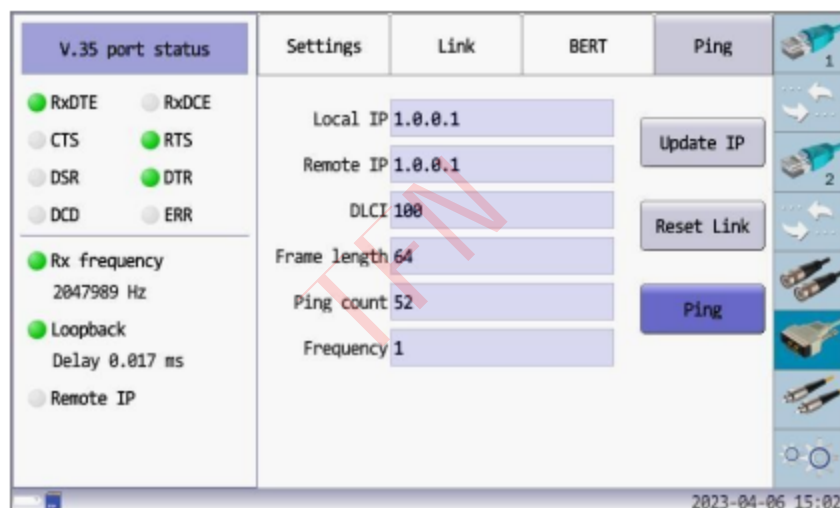 V.35 port status
Settings
Link
BERT
Ping
RxDTE
RxDCE
CTS
RTS
DSR
DTR
DCD
ERR
Rx frequency
2047989 Hz
Loopback
Delay 0.017 ms
Remote IP
Local IP 1.0.0.1
Remote IP 1.0.0.1
DLCI 100
Frame length 64
Ping count 52
Frequency 1
Update IP
Reset Link
Ping
1
2
TFN
2023-04-06 15:02